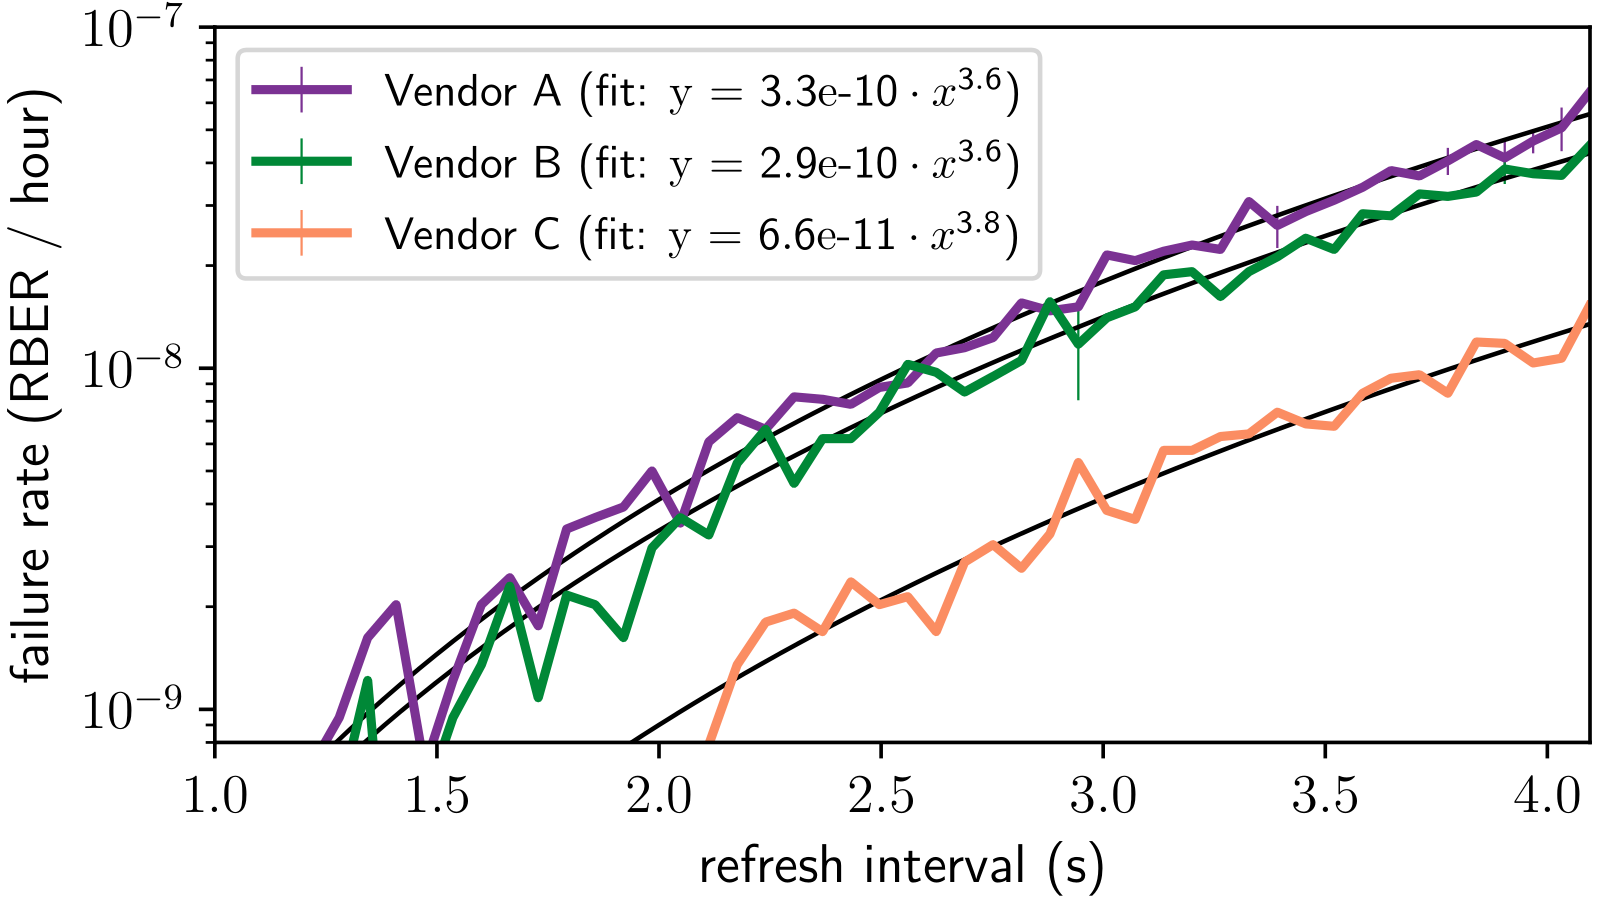 failure rate (RBER / hour)
10⁻⁷
10⁻⁸
10⁻⁹
Vendor A (fit: y = 3.3e-10 · x^3.6)
Vendor B (fit: y = 2.9e-10 · x^3.6)
Vendor C (fit: y = 6.6e-11 · x^3.8)
1.0 1.5 2.0 2.5 3.0 3.5 4.0
refresh interval (s)